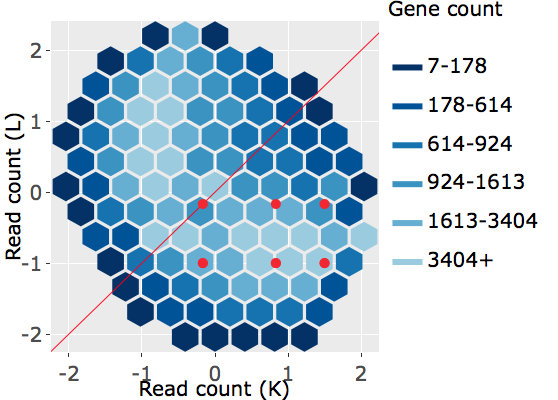 Gene count
7-178
178-614
614-924
924-1613
1613-3404
3404+
Read count (L)
2
1
0
-1
-2
-2 -1 0 1 2
Read count (K)